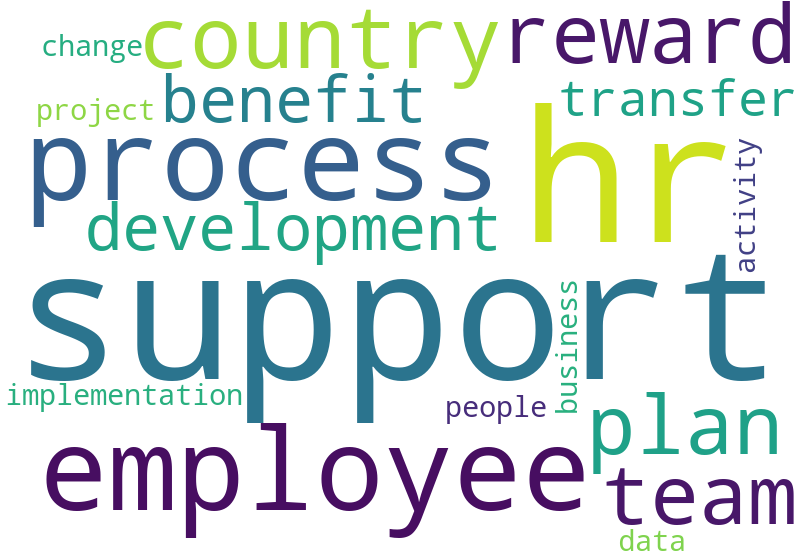 change
country
reward
project
benefit
transfer
process
hr
activity
development
support
business
implementation
people
plan
employee
team
data